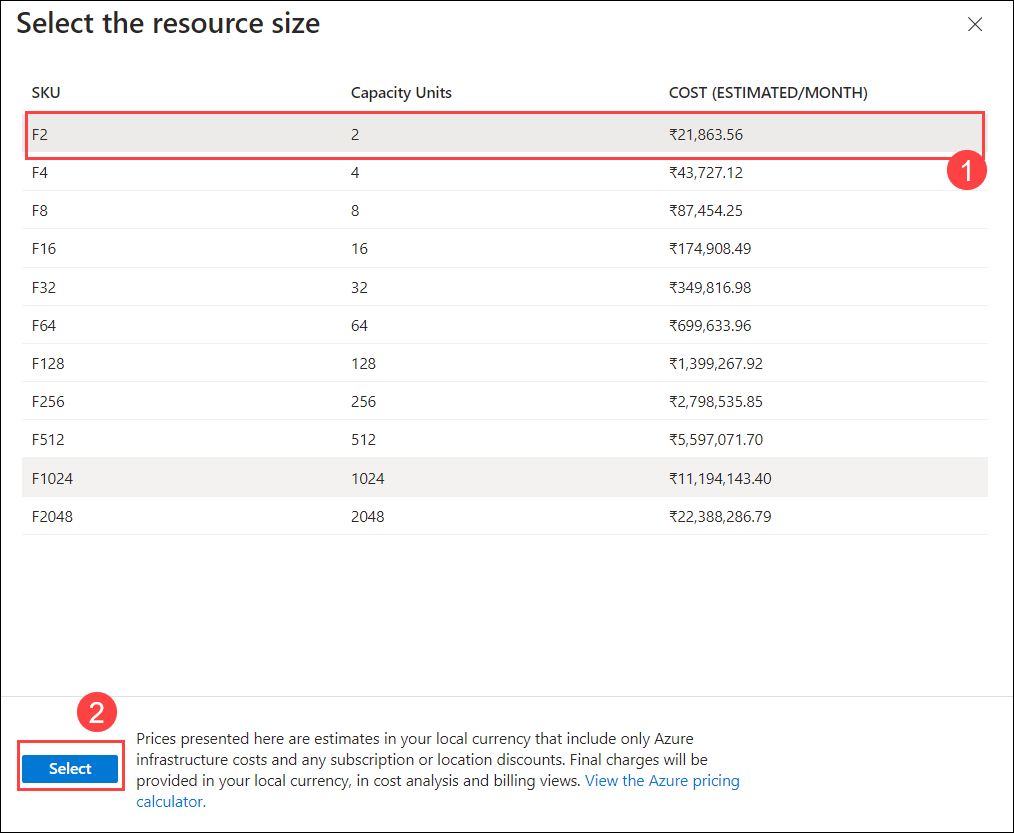 Select the resource size
SKU Capacity Units COST (ESTIMATED/MONTH)
F2 2 ₹21,863.56
1
F4 4 ₹43,727.12
F8 8 ₹87,454.25
F16 16 ₹174,908.49
F32 32 ₹349,816.98
F64 64 ₹699,633.96
F128 128 ₹1,399,267.92
F256 256 ₹2,798,535.85
F512 512 ₹5,597,071.70
F1024 1024 ₹11,194,143.40
F2048 2048 ₹22,388,286.79
2
Select
Prices presented here are estimates in your local currency that include only Azure
infrastructure costs and any subscription or location discounts. Final charges will be
provided in your local currency, in cost analysis and billing views. View the Azure pricing
calculator.